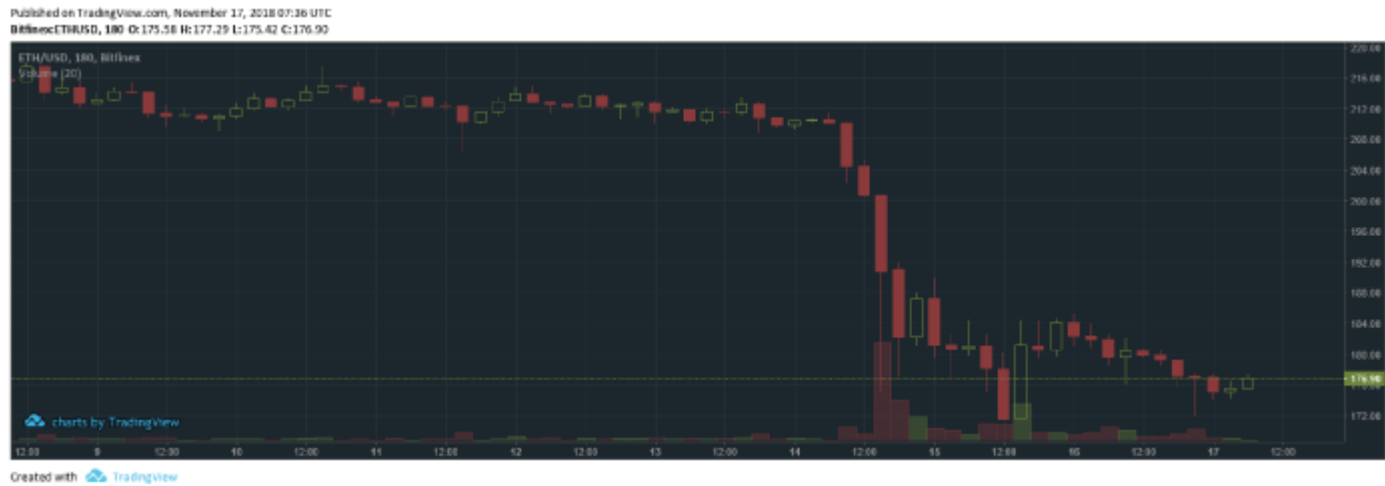 Published on TradingView.com, November 17, 2018 07:36 UTC
Bitfinex:ETHUSD, 180 O:175.58 H:177.29 L:175.42 C:176.90
ETH/USD, 180, Bitfinex
Volume (20)
220.00
216.00
212.00
208.00
204.00
200.00
196.00
192.00
188.00
184.00
180.00
176.90
172.00
charts by TradingView
12:00 9 12:00 10 12:00 11 12:00 12 12:00 13 12:00 14 12:00 15 12:00 16 12:00 17 12:00
Created with TradingView